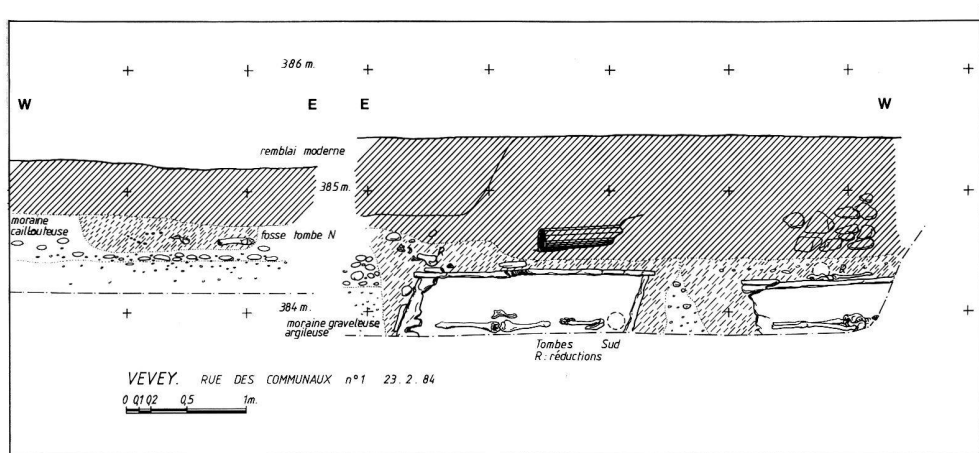 386 m.
W E E W
remblai moderne
385 m.
moraine
caillouteuse
fosse tombe N
R
R
384 m.
moraine graveleuse
argileuse
Tombes Sud
R : réductions
VEVEY. RUE DES COMMUNAUX n°1 23.2.84
0 0,1 0,2 0,5 1m.